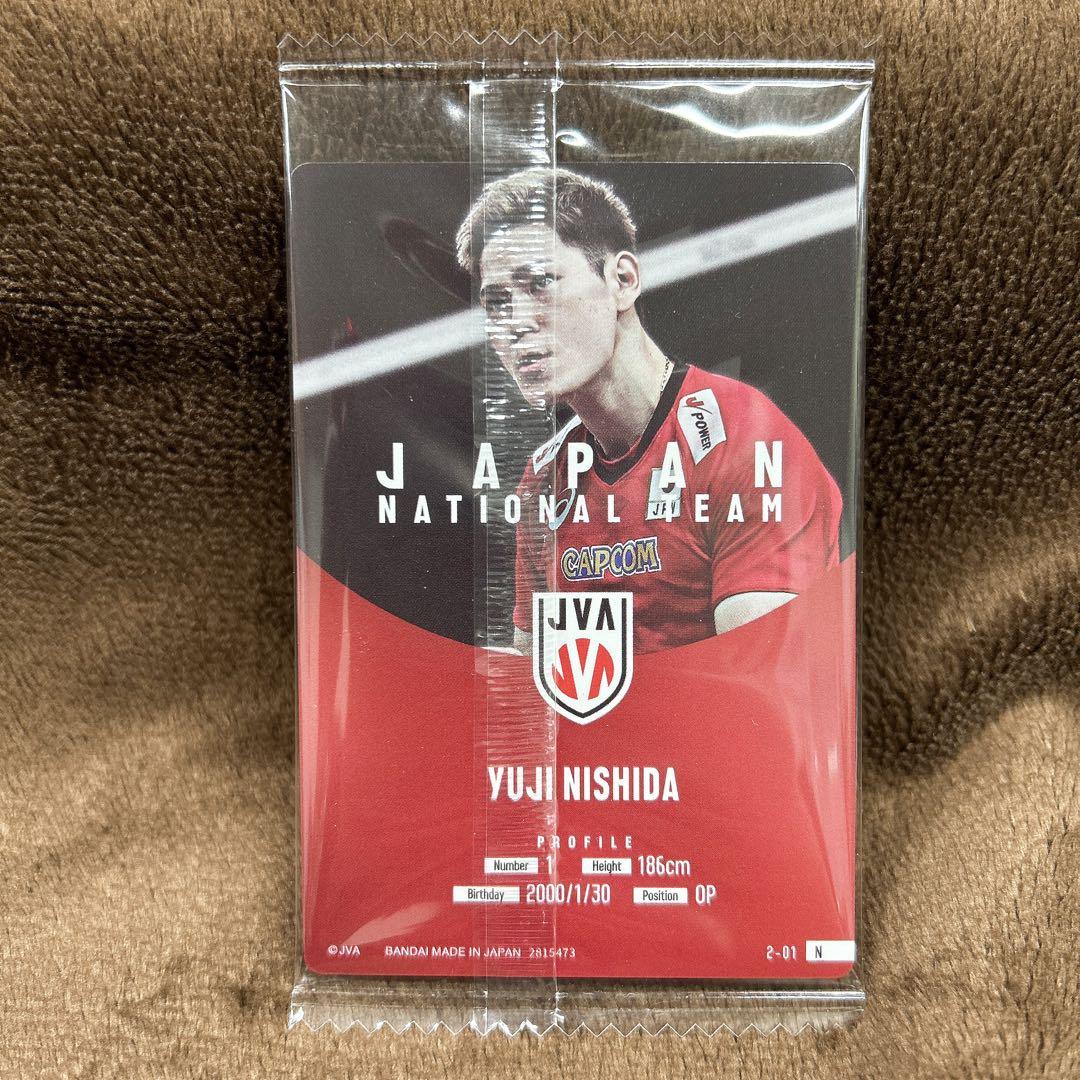 J/POWER
JAPAN
NATIONAL TEAM
CAPCOM
JVA
YUJI NISHIDA
PROFILE
Number 1 Height 186cm
Birthday 2000/1/30 Position OP
©JVA BANDAI MADE IN JAPAN 2815473 2-01 N